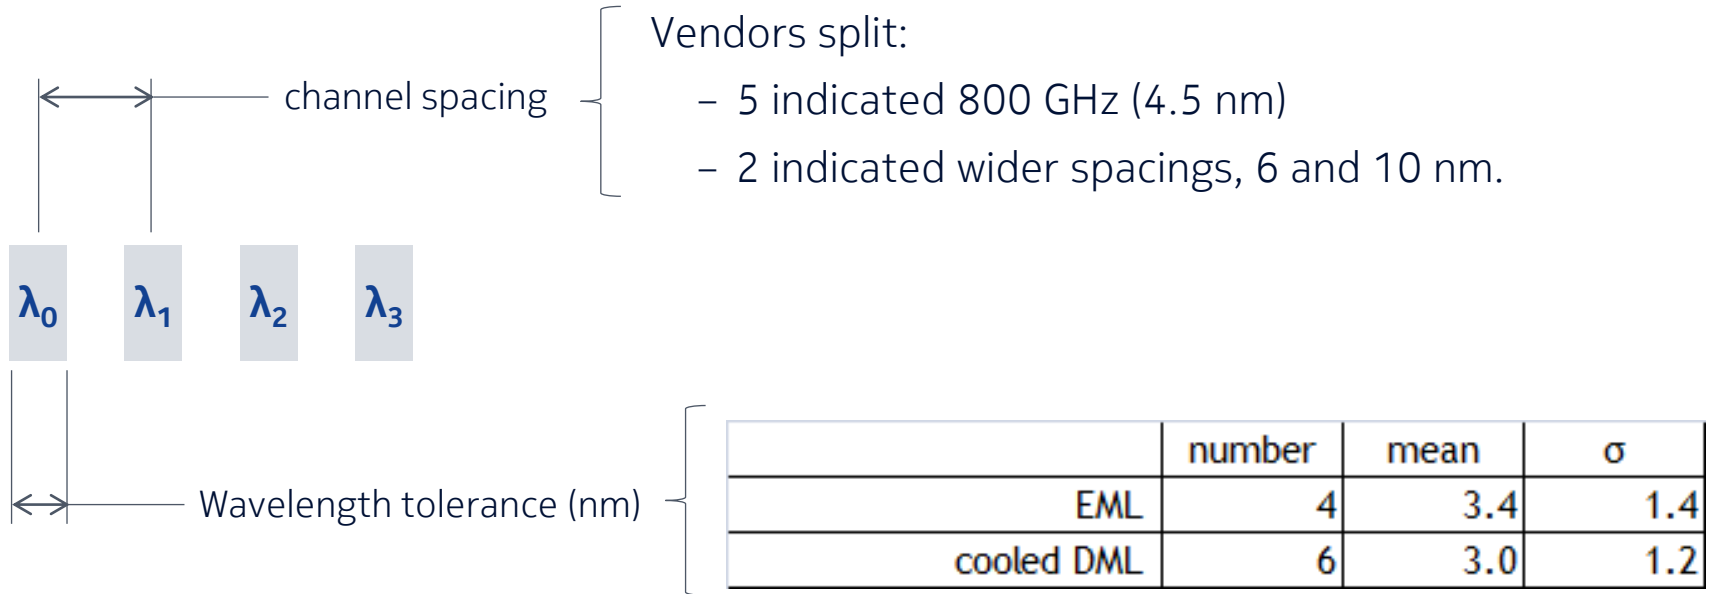 Vendors split:
channel spacing
– 5 indicated 800 GHz (4.5 nm)
– 2 indicated wider spacings, 6 and 10 nm.
λ0 λ1 λ2 λ3
Wavelength tolerance (nm)
number mean σ
EML 4 3.4 1.4
cooled DML 6 3.0 1.2